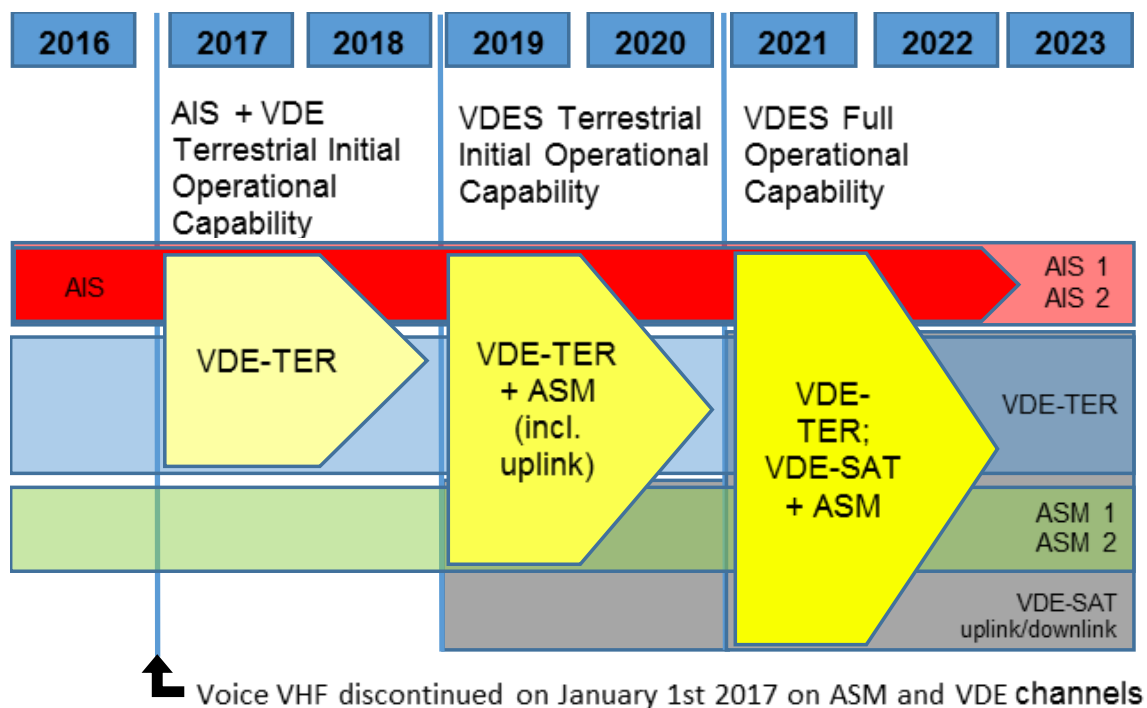 2016 2017 2018 2019 2020 2021 2022 2023
AIS + VDE
Terrestrial Initial
Operational
Capability
VDES Terrestrial
Initial Operational
Capability
VDES Full
Operational
Capability
AIS
AIS 1
AIS 2
VDE-TER
VDE-TER
+ ASM
(incl.
uplink)
VDE-
TER;
VDE-SAT
+ ASM
VDE-TER
ASM 1
ASM 2
VDE-SAT
uplink/downlink
Voice VHF discontinued on January 1st 2017 on ASM and VDE channels